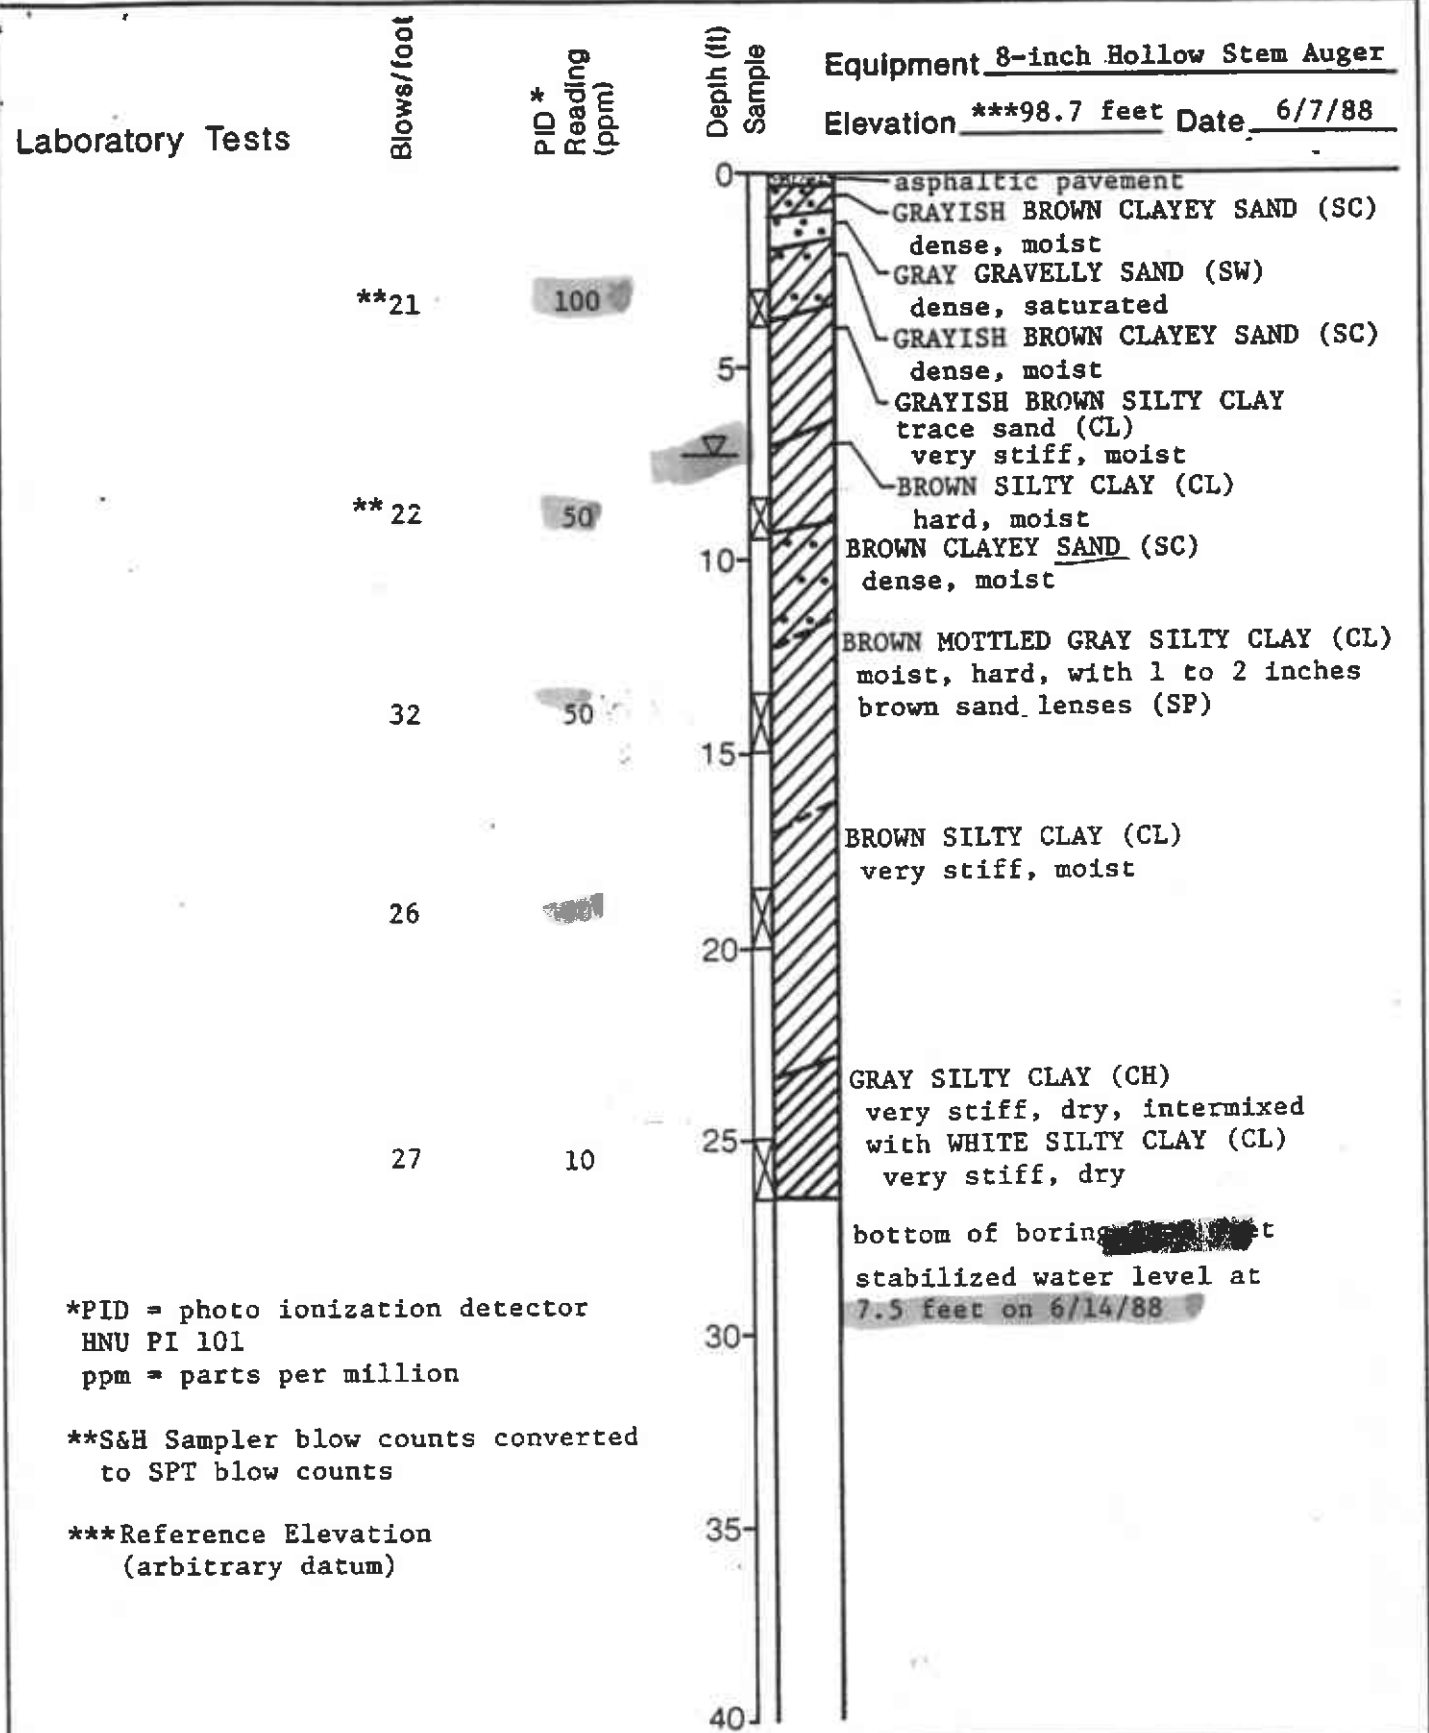 Laboratory Tests
Blows/foot
PID *
Reading
(ppm)
Depth (ft)
Sample
Equipment 8-inch Hollow Stem Auger
Elevation ***98.7 feet Date 6/7/88
0
asphaltic pavement
GRAYISH BROWN CLAYEY SAND (SC)
dense, moist
GRAY GRAVELLY SAND (SW)
dense, saturated
**21 100
GRAYISH BROWN CLAYEY SAND (SC)
dense, moist
5
GRAYISH BROWN SILTY CLAY
trace sand (CL)
very stiff, moist
BROWN SILTY CLAY (CL)
hard, moist
** 22 50
BROWN CLAYEY SAND (SC)
dense, moist
10
BROWN MOTTLED GRAY SILTY CLAY (CL)
moist, hard, with 1 to 2 inches
brown sand lenses (SP)
32 50
15
BROWN SILTY CLAY (CL)
very stiff, moist
26
20
GRAY SILTY CLAY (CH)
very stiff, dry, intermixed
with WHITE SILTY CLAY (CL)
very stiff, dry
27 10
25
bottom of boring
stabilized water level at
7.5 feet on 6/14/88
30
35
40
*PID = photo ionization detector
HNU PI 101
ppm = parts per million
**S&H Sampler blow counts converted
to SPT blow counts
***Reference Elevation
(arbitrary datum)